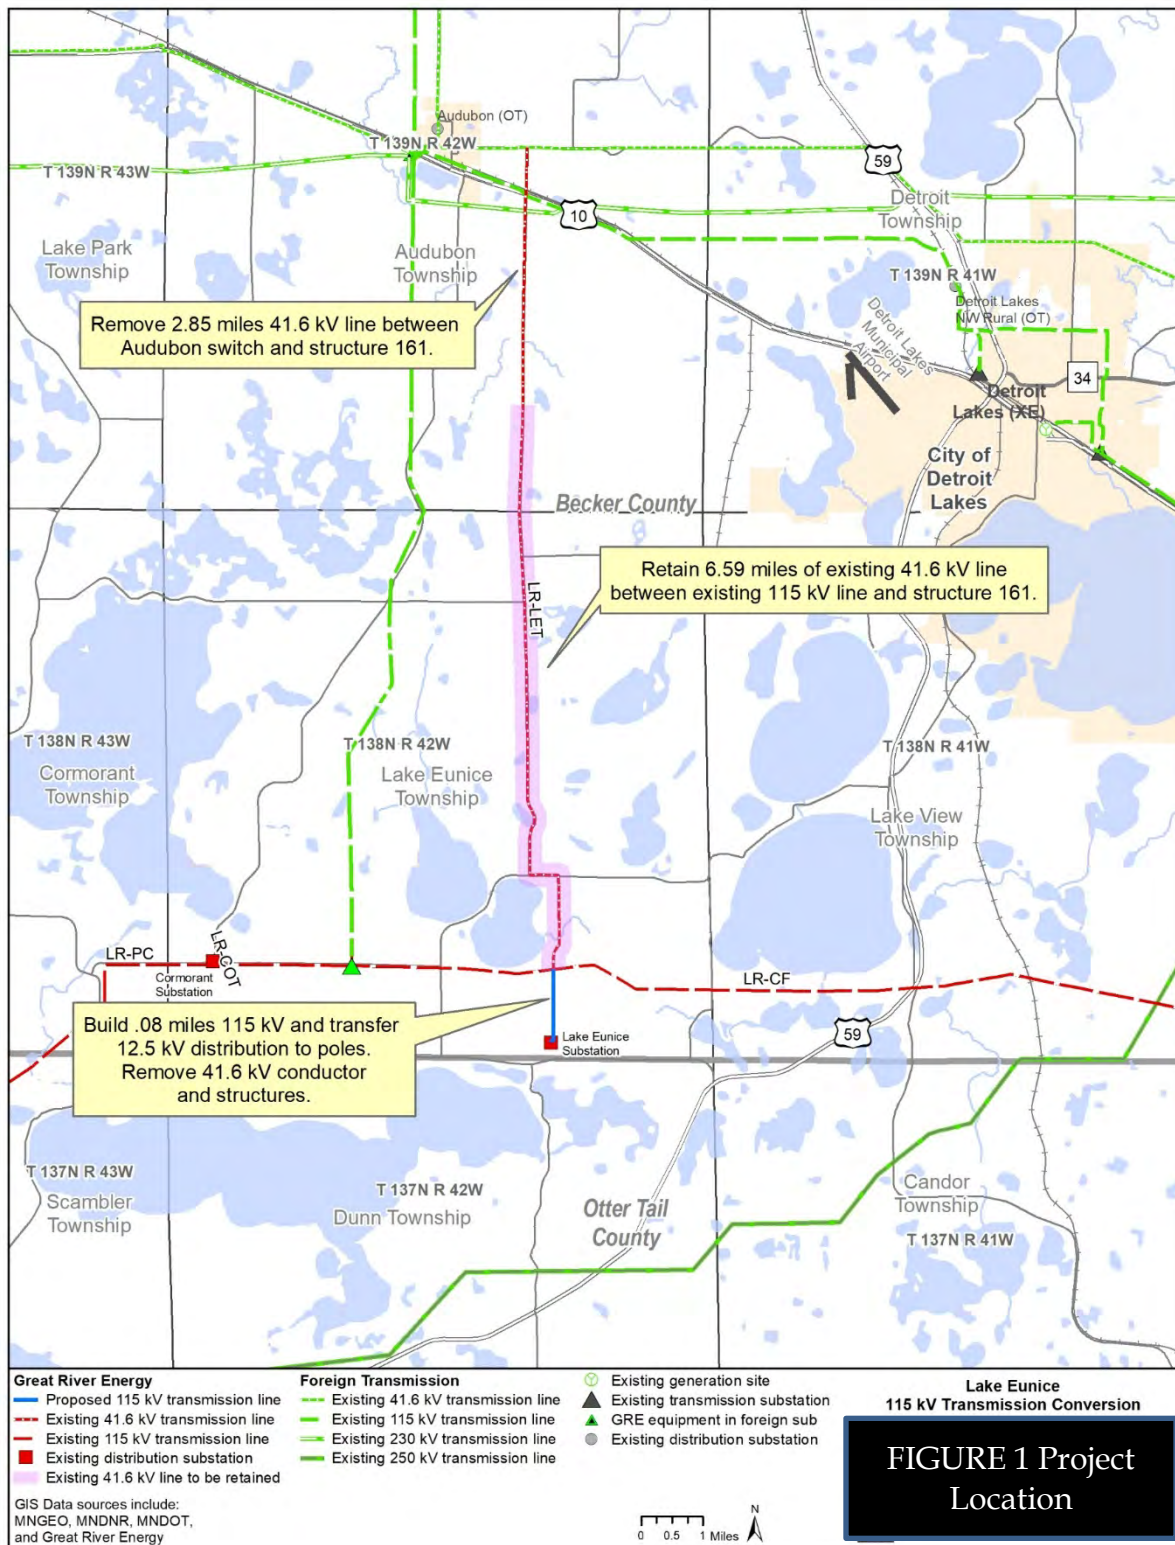 Audubon (OT)
T 139N R 42W
59
T 139N R 43W
Detroit
Township
10
Lake Park
Township
Audubon
Township
T 139N R 41W
Detroit Lakes
NW Rural (OT)
Remove 2.85 miles 41.6 kV line between
Audubon switch and structure 161.
Detroit Lakes
Municipal
Airport
34
Detroit
Lakes (XE)
City of
Detroit
Lakes
Becker County
Retain 6.59 miles of existing 41.6 kV line
between existing 115 kV line and structure 161.
LR-LET
T 138N R 43W
T 138N R 42W
T 138N R 41W
Cormorant
Township
Lake Eunice
Township
Lake View
Township
LR-PC
LR-COT
Cormorant
Substation
LR-CF
Build .08 miles 115 kV and transfer
12.5 kV distribution to poles.
Remove 41.6 kV conductor
and structures.
Lake Eunice
Substation
59
T 137N R 43W
T 137N R 42W
Scambler
Township
Dunn Township
Otter Tail
County
Candor
Township
T 137N R 41W
Great River Energy
Proposed 115 kV transmission line
Existing 41.6 kV transmission line
Existing 115 kV transmission line
Existing distribution substation
Existing 41.6 kV line to be retained
Foreign Transmission
Existing 41.6 kV transmission line
Existing 115 kV transmission line
Existing 230 kV transmission line
Existing 250 kV transmission line
Existing generation site
Existing transmission substation
GRE equipment in foreign sub
Existing distribution substation
Lake Eunice
115 kV Transmission Conversion
FIGURE 1 Project
Location
GIS Data sources include:
MNGEO, MNDNR, MNDOT,
and Great River Energy
0 0.5 1 Miles
N